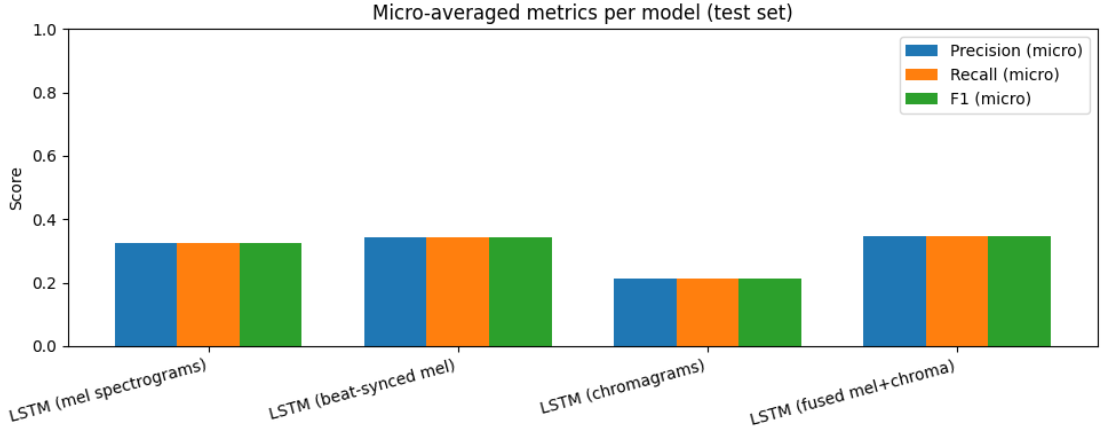 Micro-averaged metrics per model (test set)
1.0
0.8
0.6
0.4
0.2
0.0
Score
Precision (micro)
Recall (micro)
F1 (micro)
LSTM (mel spectrograms)
LSTM (beat-synced mel)
LSTM (chromagrams)
LSTM (fused mel+chroma)